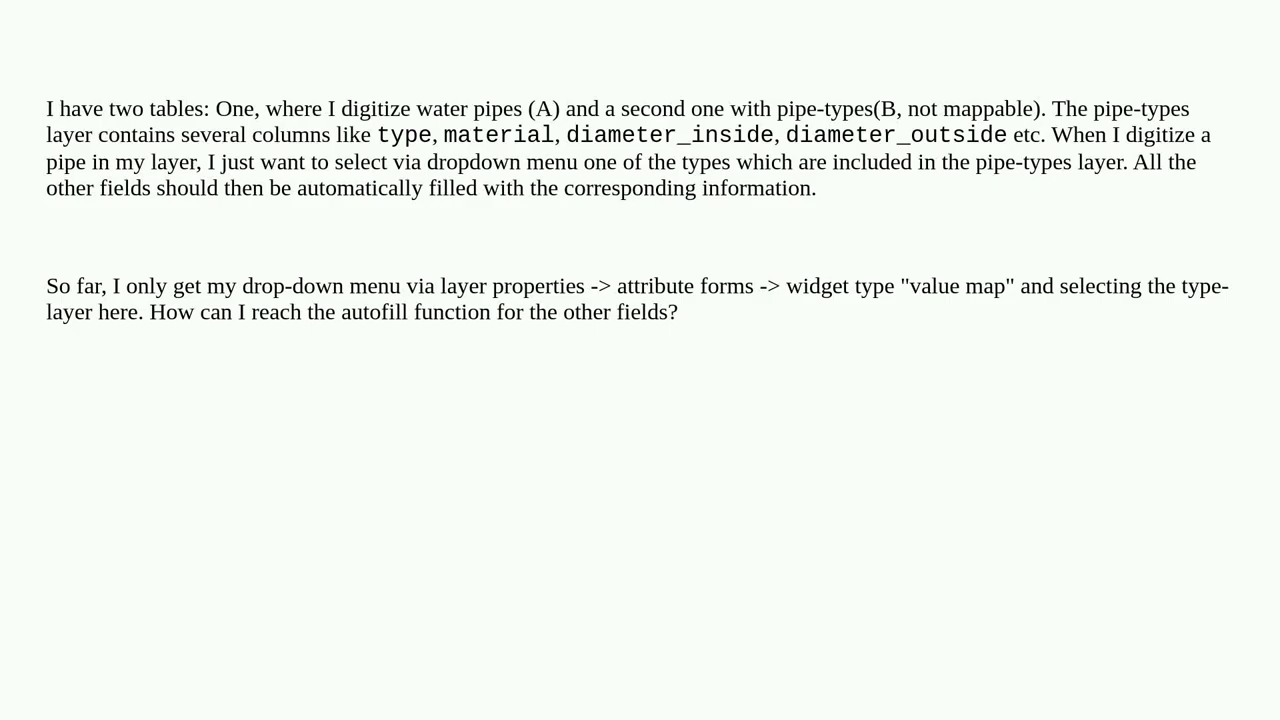 I have two tables: One, where I digitize water pipes (A) and a second one with pipe-types(B, not mappable). The pipe-types
layer contains several columns like type, material, diameter_inside, diameter_outside etc. When I digitize a
pipe in my layer, I just want to select via dropdown menu one of the types which are included in the pipe-types layer. All the
other fields should then be automatically filled with the corresponding information.
So far, I only get my drop-down menu via layer properties -> attribute forms -> widget type "value map" and selecting the type-
layer here. How can I reach the autofill function for the other fields?